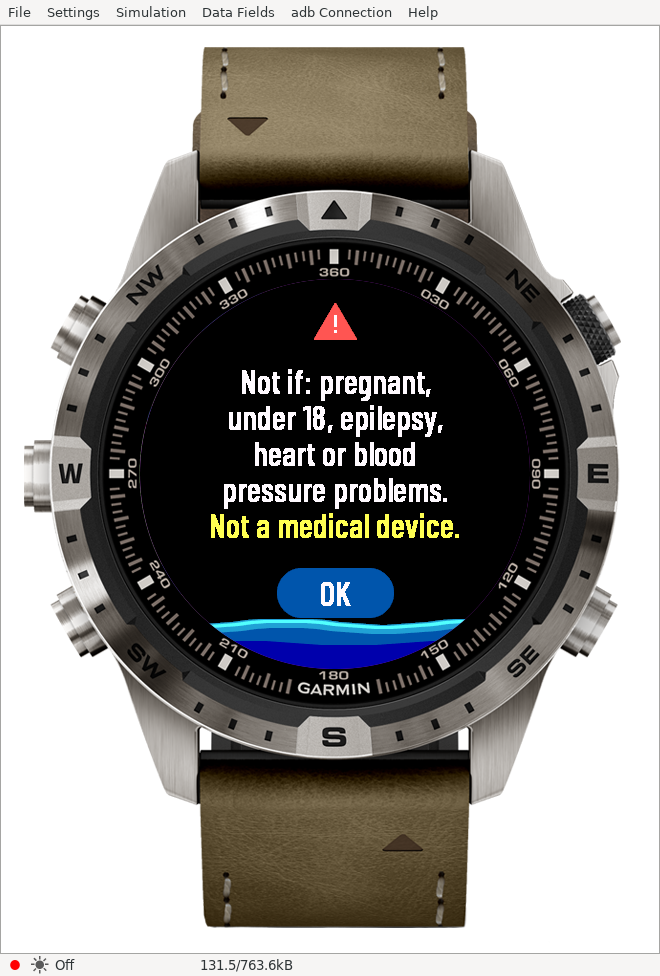 File Settings Simulation Data Fields adb Connection Help
360
330 030
NW NE
300 060
!
Not if: pregnant,
under 18, epilepsy,
heart or blood
pressure problems.
Not a medical device.
OK
W 270 090 E
240 120
210 150
SW SE
180
GARMIN
S
Off 131.5/763.6kB